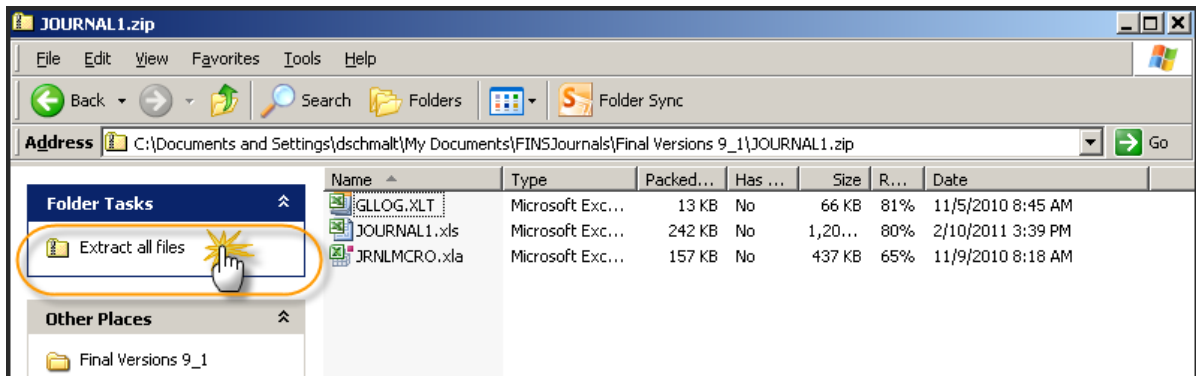 JOURNAL1.zip
File Edit View Favorites Tools Help
Back Search Folders Folder Sync
Address C:\Documents and Settings\dschmalt\My Documents\FINSJournals\Final Versions 9_1\JOURNAL1.zip Go
Folder Tasks
Extract all files
Other Places
Final Versions 9_1
Name Type Packed... Has ... Size R... Date
GLLOG.XLT Microsoft Exc... 13 KB No 66 KB 81% 11/5/2010 8:45 AM
JOURNAL1.xls Microsoft Exc... 242 KB No 1,20... 80% 2/10/2011 3:39 PM
JRNLMCRO.xla Microsoft Exc... 157 KB No 437 KB 65% 11/9/2010 8:18 AM